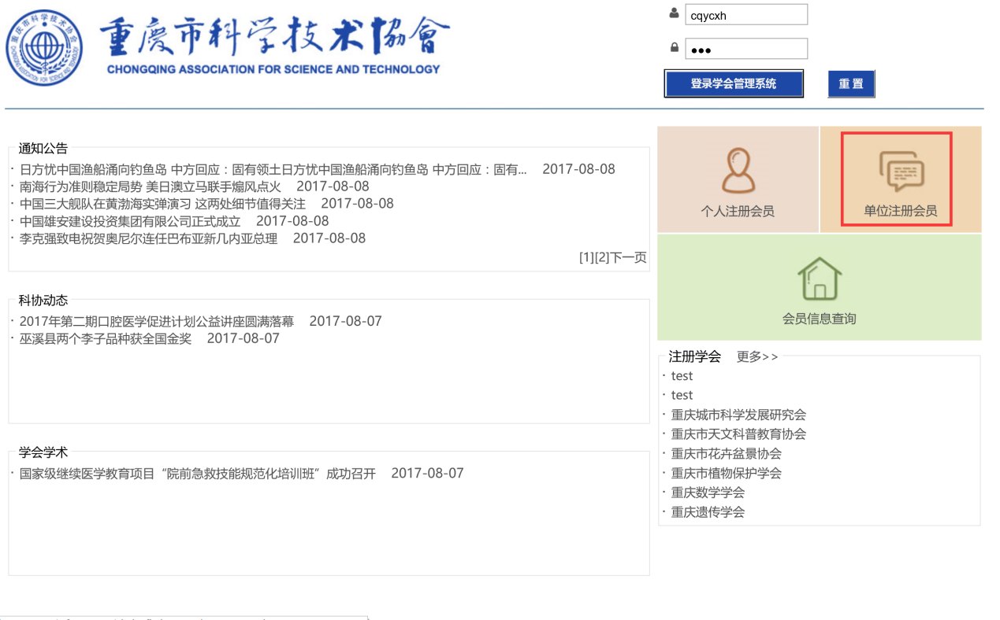 重庆市科学技术协會
CHONGQING ASSOCIATION FOR SCIENCE AND TECHNOLOGY
cqycxh
●●●
登录学会管理系统 重 置
通知公告
· 日方忧中国渔船涌向钓鱼岛 中方回应：固有领土日方忧中国渔船涌向钓鱼岛 中方回应：固有... 2017-08-08
· 南海行为准则稳定局势 美日澳立马联手煽风点火 2017-08-08
· 中国三大舰队在黄渤海实弹演习 这两处细节值得关注 2017-08-08
· 中国雄安建设投资集团有限公司正式成立 2017-08-08
· 李克强致电祝贺奥尼尔连任巴布亚新几内亚总理 2017-08-08
[1][2]下一页
科协动态
· 2017年第二期口腔医学促进计划公益讲座圆满落幕 2017-08-07
· 巫溪县两个李子品种获全国金奖 2017-08-07
学会学术
· 国家级继续医学教育项目“院前急救技能规范化培训班”成功召开 2017-08-07
个人注册会员
单位注册会员
会员信息查询
注册学会 更多>>
· test
· test
· 重庆城市科学发展研究会
· 重庆市天文科普教育协会
· 重庆市花卉盆景协会
· 重庆市植物保护学会
· 重庆数学学会
· 重庆遗传学会